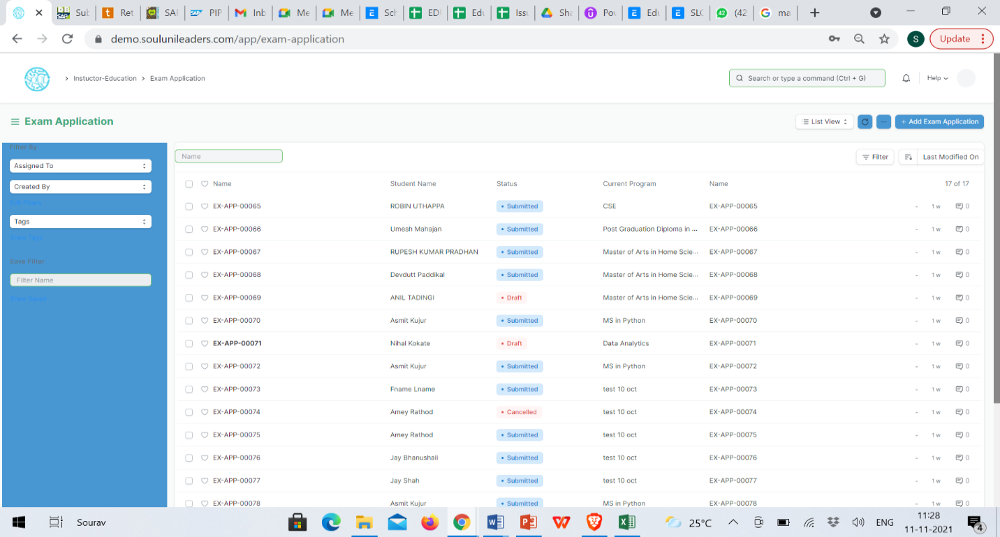 Sub
Ret
SAP
PIP
Inb
Me
Me
Sch
EDU
Edu
Issu
Sha
Pov
Edu
SLC
(42
ma
demo.soulunileaders.com/app/exam-application
S
Update
Instuctor-Education
Exam Application
Search or type a command (Ctrl + G)
Help
Exam Application
List View
+ Add Exam Application
Filter By
Assigned To
Created By
Edit Filters
Tags
Show Tags
Save Filter
Filter Name
Show Saved
Name
Filter
Last Modified On
Name Student Name Status Current Program Name 17 of 17
EX-APP-00065 ROBIN UTHAPPA • Submitted CSE EX-APP-00065 - 1 w 0
EX-APP-00066 Umesh Mahajan • Submitted Post Graduation Diploma in ... EX-APP-00066 - 1 w 0
EX-APP-00067 RUPESH KUMAR PRADHAN • Submitted Master of Arts in Home Scie... EX-APP-00067 - 1 w 0
EX-APP-00068 Devdutt Paddikal • Submitted Master of Arts in Home Scie... EX-APP-00068 - 1 w 0
EX-APP-00069 ANIL TADINGI • Draft Master of Arts in Home Scie... EX-APP-00069 - 1 w 0
EX-APP-00070 Asmit Kujur • Submitted MS in Python EX-APP-00070 - 1 w 0
EX-APP-00071 Nihal Kokate • Draft Data Analytics EX-APP-00071 - 1 w 0
EX-APP-00072 Asmit Kujur • Submitted MS in Python EX-APP-00072 - 1 w 0
EX-APP-00073 Fname Lname • Submitted test 10 oct EX-APP-00073 - 1 w 0
EX-APP-00074 Amey Rathod • Cancelled test 10 oct EX-APP-00074 - 1 w 0
EX-APP-00075 Amey Rathod • Submitted test 10 oct EX-APP-00075 - 1 w 0
EX-APP-00076 Jay Bhanushali • Submitted test 10 oct EX-APP-00076 - 1 w 0
EX-APP-00077 Jay Shah • Submitted test 10 oct EX-APP-00077 - 1 w 0
EX-APP-00078 Asmit Kujur • Submitted MS in Python EX-APP-00078 - 1 w 0
Sourav
25°C
ENG
11:28
11-11-2021
4